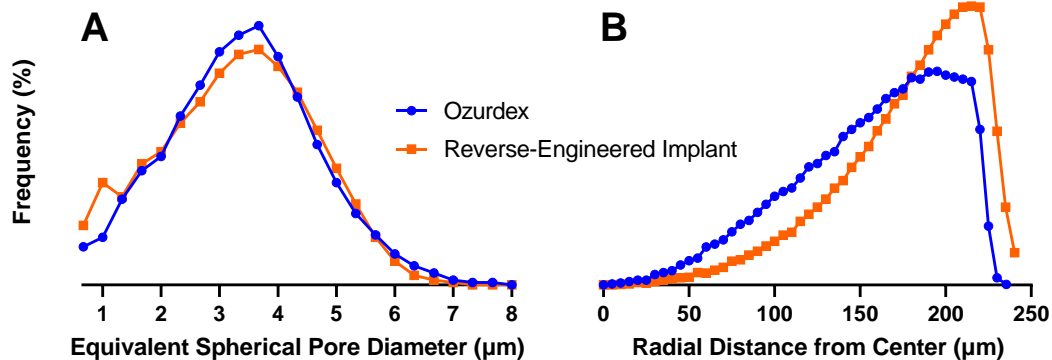 A
B
Frequency (%)
Ozurdex
Reverse-Engineered Implant
1 2 3 4 5 6 7 8
0 50 100 150 200 250
Equivalent Spherical Pore Diameter (µm)
Radial Distance from Center (µm)